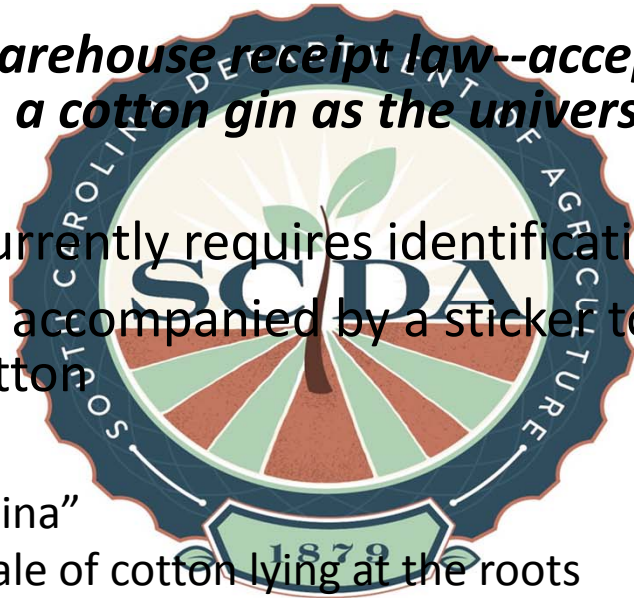 arehouse receipt law--accep
a cotton gin as the univers
urrently requires identificati
accompanied by a sticker to
tton
ina”
ale of cotton lying at the roots
SOUTH CAROLINA DEPARTMENT OF AGRICULTURE
SCDA
1879